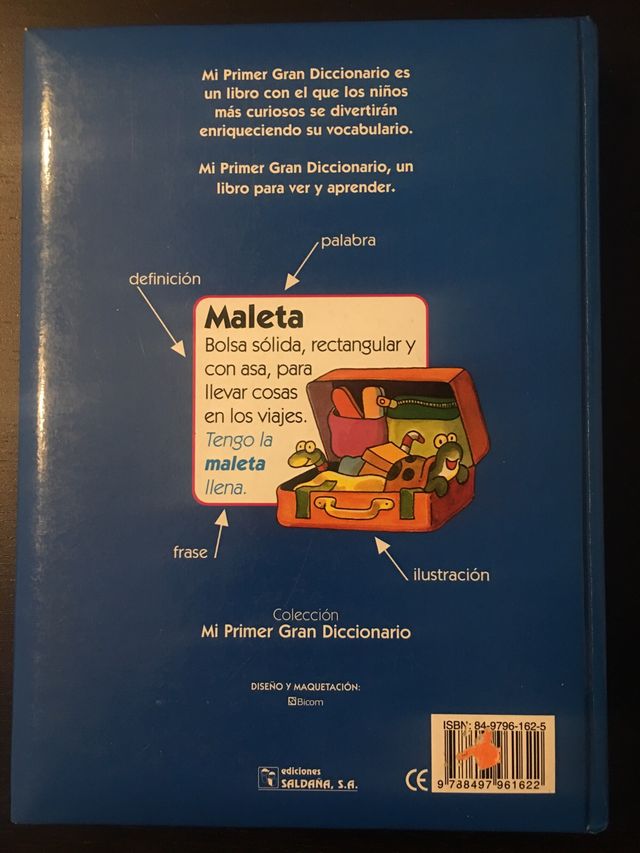 Mi Primer Gran Diccionario es
un libro con el que los niños
más curiosos se divertirán
enriqueciendo su vocabulario.
Mi Primer Gran Diccionario, un
libro para ver y aprender.
palabra
definición
Maleta
Bolsa sólida, rectangular y
con asa, para
llevar cosas
en los viajes.
Tengo la
maleta
llena.
frase
ilustración
Colección
Mi Primer Gran Diccionario
DISEÑO Y MAQUETACIÓN:
Bicom
ediciones
SALDAÑA, S.A.
CE
ISBN: 84-9796-162-5
9 788497 961622